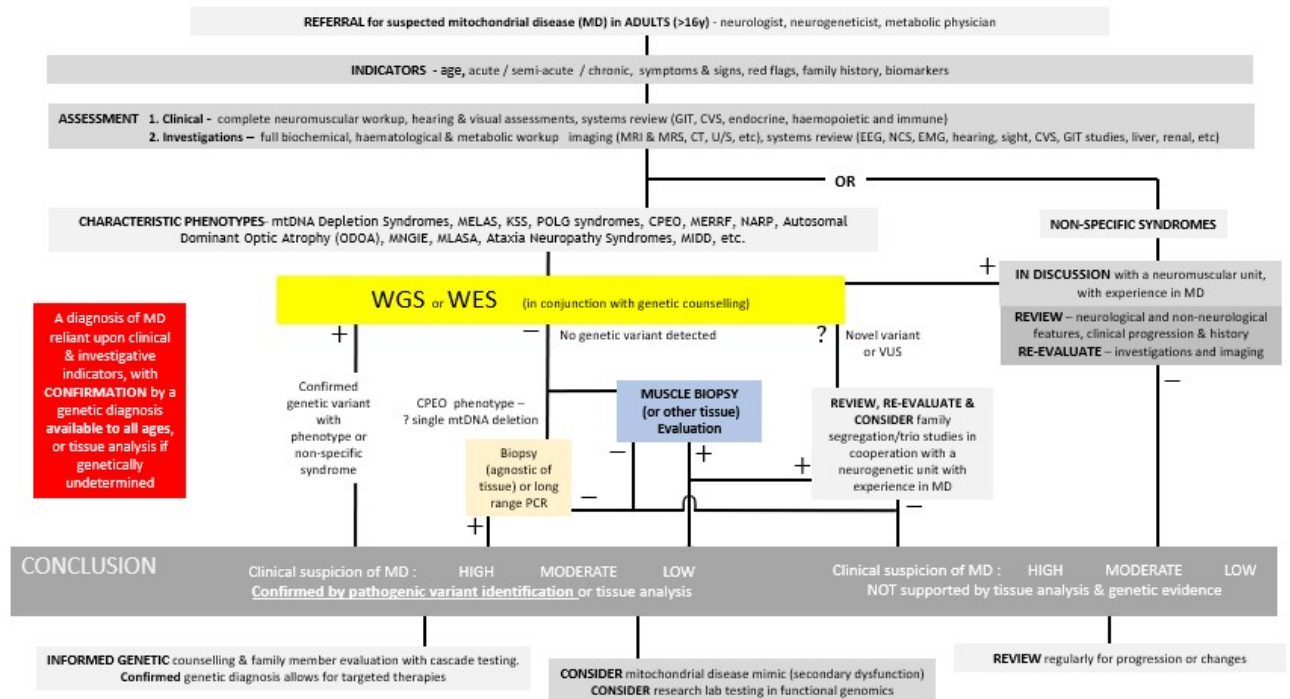 REFERRAL for suspected mitochondrial disease (MD) in ADULTS (>16y) - neurologist, neurogeneticist, metabolic physician
INDICATORS - age, acute / semi-acute / chronic, symptoms & signs, red flags, family history, biomarkers
ASSESSMENT 1. Clinical - complete neuromuscular workup, hearing & visual assessments, systems review (GIT, CVS, endocrine, haemopoietic and immune)
2. Investigations – full biochemical, haematological & metabolic workup imaging (MRI & MRS, CT, U/S, etc), systems review (EEG, NCS, EMG, hearing, sight, CVS, GIT studies, liver, renal, etc)
OR
CHARACTERISTIC PHENOTYPES- mtDNA Depletion Syndromes, MELAS, KSS, POLG syndromes, CPEO, MERRF, NARP, Autosomal
Dominant Optic Atrophy (ODOA), MNGIE, MLASA, Ataxia Neuropathy Syndromes, MIDD, etc.
NON-SPECIFIC SYNDROMES
+
IN DISCUSSION with a neuromuscular unit,
with experience in MD
REVIEW – neurological and non-neurological
features, clinical progression & history
RE-EVALUATE – investigations and imaging
–
WGS or WES (in conjunction with genetic counselling)
+
–
No genetic variant detected
?
Novel variant
or VUS
A diagnosis of MD
reliant upon clinical
& investigative
indicators, with
CONFIRMATION by a
genetic diagnosis
available to all ages,
or tissue analysis if
genetically
undetermined
Confirmed
genetic variant
with
phenotype or
non-specific
syndrome
CPEO phenotype –
? single mtDNA deletion
Biopsy
(agnostic of
tissue) or long
range PCR
+
–
MUSCLE BIOPSY
(or other tissue)
Evaluation
–
+
+
REVIEW, RE-EVALUATE &
CONSIDER family
segregation/trio studies in
cooperation with a
neurogenetic unit with
experience in MD
–
CONCLUSION
Clinical suspicion of MD : HIGH MODERATE LOW
Confirmed by pathogenic variant identification or tissue analysis
Clinical suspicion of MD : HIGH MODERATE LOW
NOT supported by tissue analysis & genetic evidence
INFORMED GENETIC counselling & family member evaluation with cascade testing.
Confirmed genetic diagnosis allows for targeted therapies
CONSIDER mitochondrial disease mimic (secondary dysfunction)
CONSIDER research lab testing in functional genomics
REVIEW regularly for progression or changes